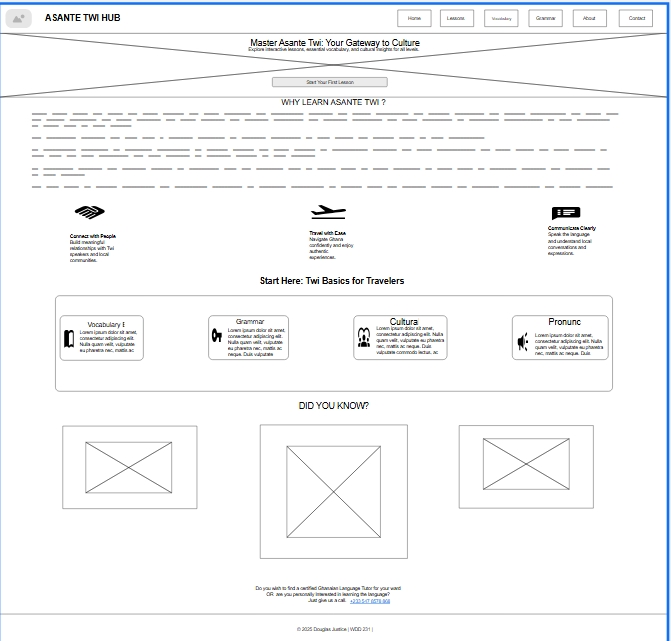 ASANTE TWI HUB
Home
Lessons
Vocabulary
Grammar
About
Contact
Master Asante Twi: Your Gateway to Culture
Explore interactive lessons, essential vocabulary, and cultural insights for all levels.
Start Your First Lesson
WHY LEARN ASANTE TWI ?
Connect with People
Build meaningful
relationships with Twi
speakers and local
communities.
Travel with Ease
Navigate Ghana
confidently and enjoy
authentic
experiences.
Communicate Clearly
Speak the language
and understand local
conversations and
expressions.
Start Here: Twi Basics for Travelers
Vocabulary E
Lorem ipsum dolor sit amet,
consectetur adipiscing elit.
Nulla quam velit, vulputate
eu pharetra nec, mattis ac
Grammar
Lorem ipsum dolor sit amet,
consectetur adipiscing elit.
Nulla quam velit, vulputate
eu pharetra nec, mattis ac
neque. Duis vulputate
Cultura
Lorem ipsum dolor sit amet,
consectetur adipiscing elit. Nulla
quam velit, vulputate eu
pharetra nec, mattis ac neque. Duis
vulputate commodo lectus, ac
Pronunc
Lorem ipsum dolor sit amet,
consectetur adipiscing elit. Nulla
quam velit, vulputate eu pharetra
nec, mattis ac neque. Duis
DID YOU KNOW?
Do you wish to find a certified Ghanaian Language Tutor for your ward
OR are you personally interested in learning the language?
Just give us a call.
© 2025 Douglas Justice | WDD 231 |